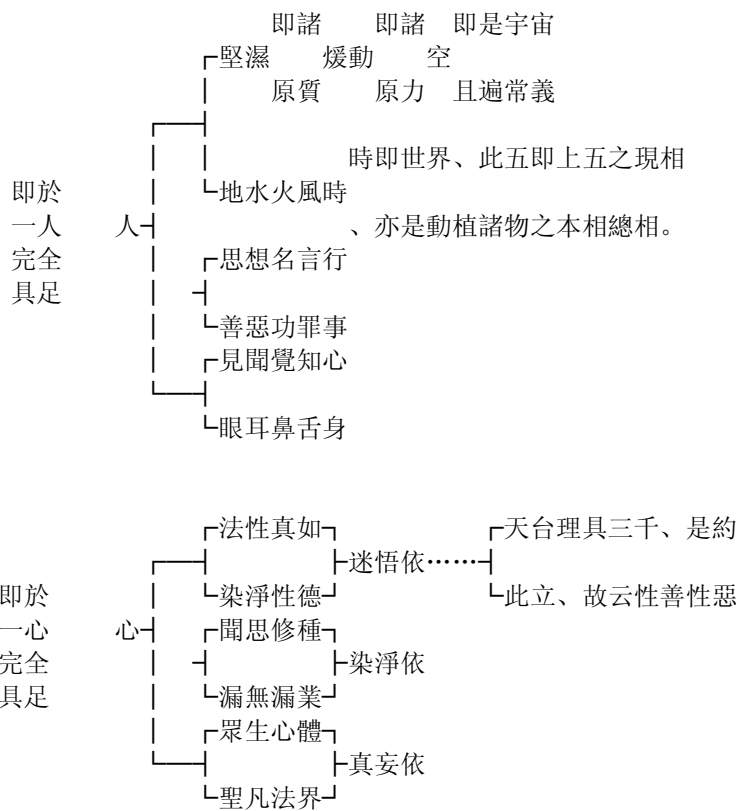 即諸 即諸 即是宇宙
堅濕 煖動 空
原質 原力 且遍常義
時即世界、此五即上五之現相
即於 地水火風時
一人 人 、亦是動植諸物之本相總相。
完全 思想名言行
具足
善惡功罪事
見聞覺知心
眼耳鼻舌身
法性真如 天台理具三千、是約
迷悟依……
即於 染淨性德 此立、故云性善性惡
一心 心 聞思修種
完全 染淨依
具足 漏無漏業
眾生心體
真妄依
聖凡法界